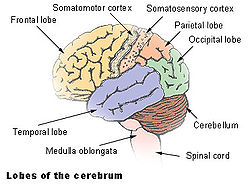 Somatomotor cortex
Somatosensory cortex
Frontal lobe
Parietal lobe
Occipital lobe
Temporal lobe
Cerebellum
Medulla oblongata
Spinal cord
Lobes of the cerebrum